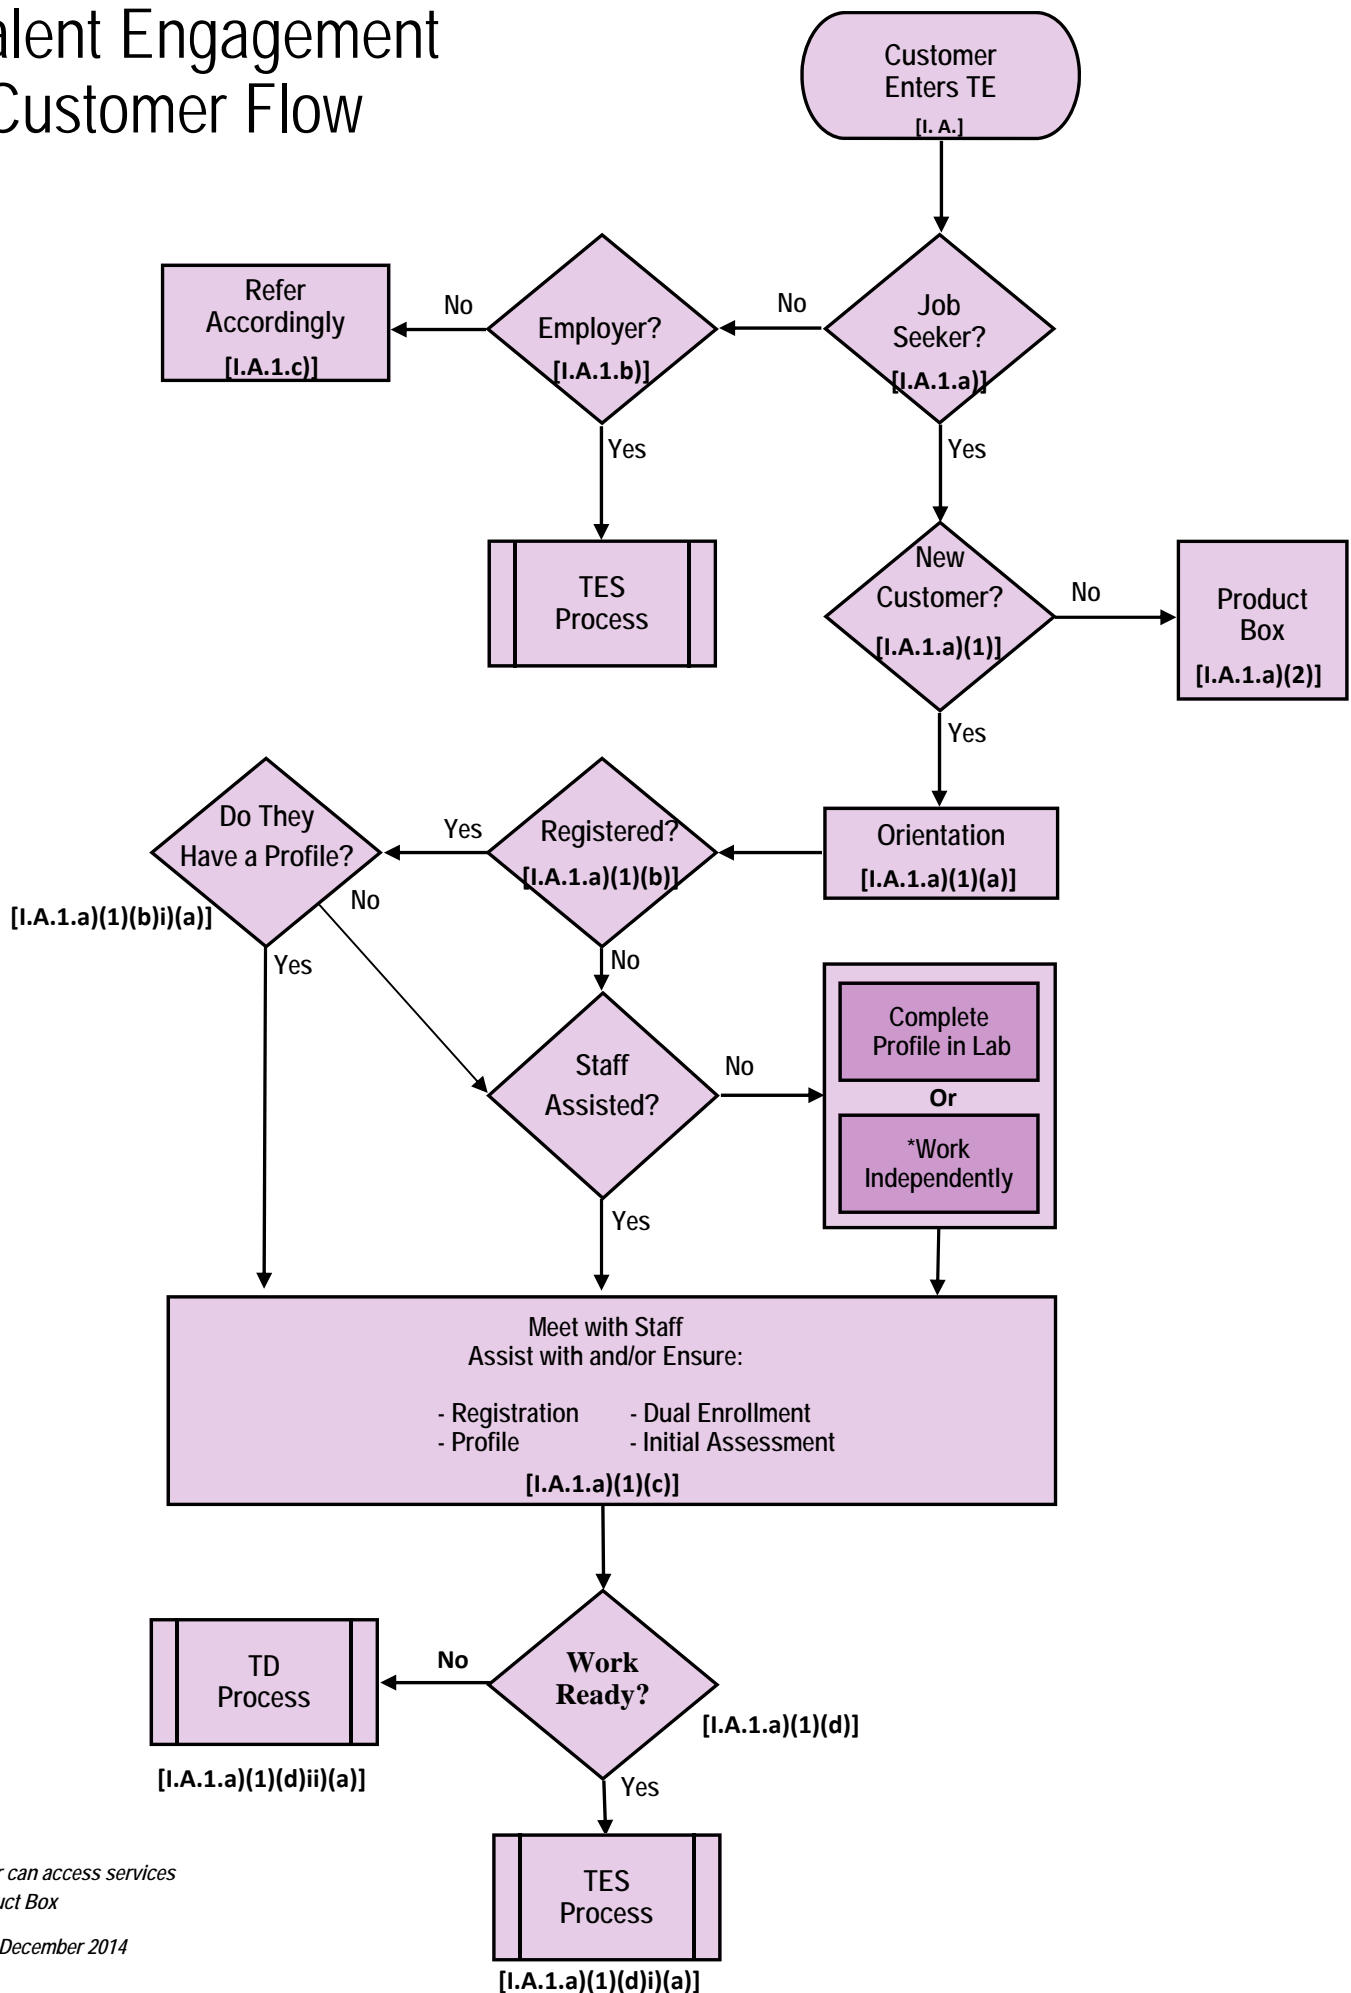 alent Engagement
Customer Flow
Customer
Enters TE
[I. A.]
Job
Seeker?
[I.A.1.a)]
No
Employer?
[I.A.1.b)]
No
Refer
Accordingly
[I.A.1.c)]
Yes
Yes
TES
Process
New
Customer?
[I.A.1.a)(1)]
No
Product
Box
[I.A.1.a)(2)]
Yes
Orientation
[I.A.1.a)(1)(a)]
Registered?
[I.A.1.a)(1)(b)]
Yes
Do They
Have a Profile?
[I.A.1.a)(1)(b)i)(a)]
No
Yes
No
Staff
Assisted?
No
Complete
Profile in Lab
Or
*Work
Independently
Yes
Meet with Staff
Assist with and/or Ensure:
- Registration - Dual Enrollment
- Profile - Initial Assessment
[I.A.1.a)(1)(c)]
Work
Ready?
[I.A.1.a)(1)(d)]
No
TD
Process
[I.A.1.a)(1)(d)ii)(a)]
Yes
TES
Process
[I.A.1.a)(1)(d)i)(a)]
r can access services
uct Box
December 2014